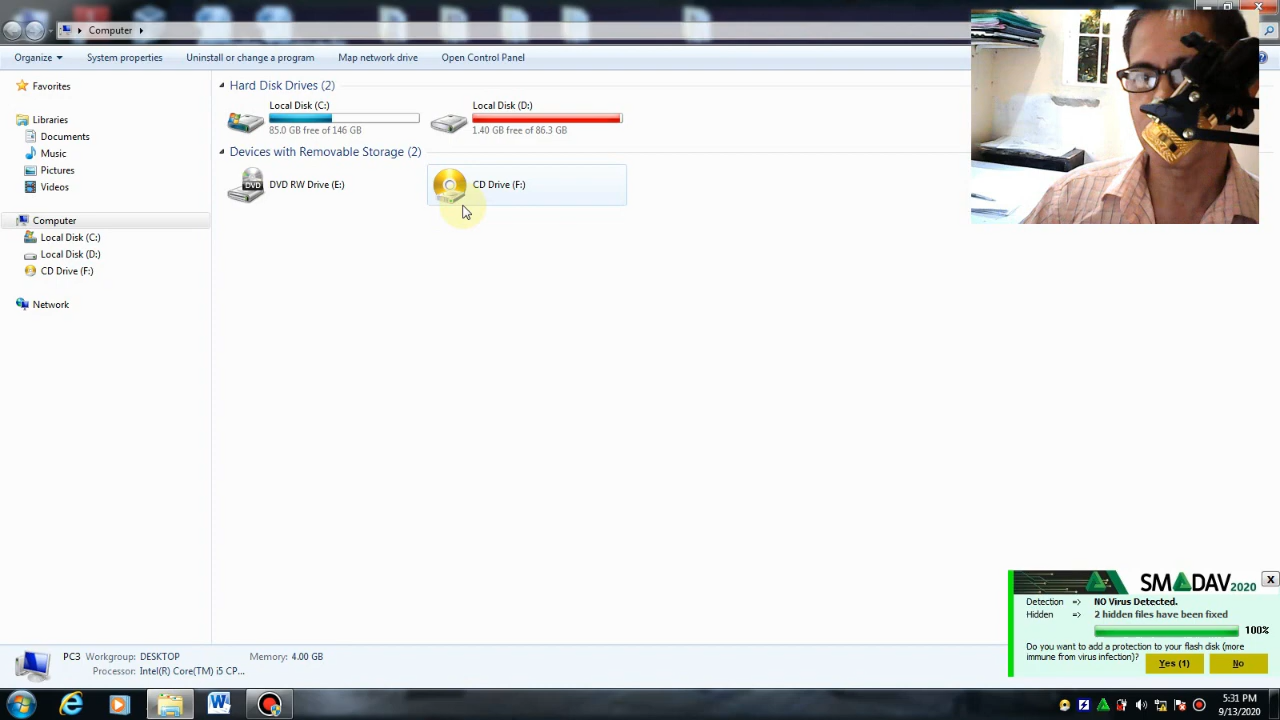 Computer
Organize
System properties
Uninstall or change a program
Map network drive
Open Control Panel
Favorites
Libraries
Documents
Music
Pictures
Videos
Computer
Local Disk (C:)
Local Disk (D:)
CD Drive (F:)
Network
Hard Disk Drives (2)
Local Disk (C:)
85.0 GB free of 146 GB
Local Disk (D:)
1.40 GB free of 86.3 GB
Devices with Removable Storage (2)
DVD
DVD RW Drive (E:)
CD Drive (F:)
SMADAV 2020
Detection => NO Virus Detected.
Hidden => 2 hidden files have been fixed
100%
Do you want to add a protection to your flash disk (more
immune from virus infection)?
Yes (1)
No
PC3 Workgroup: DESKTOP Memory: 4.00 GB
Processor: Intel(R) Core(TM) i5 CP...
5:31 PM
9/13/2020